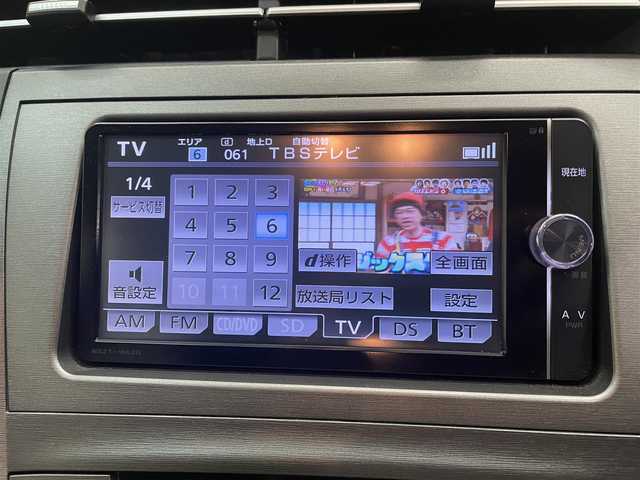 TV エリア 6 d 地上D 061 自動切替 TBSテレビ
現在地
1/4
サービス切替
1 2 3
4 5 6
7 8 9
10 11 12
音設定
d操作
全画面
放送局リスト
設定
AM FM CD/DVD SD TV DS BT
AV
PWR